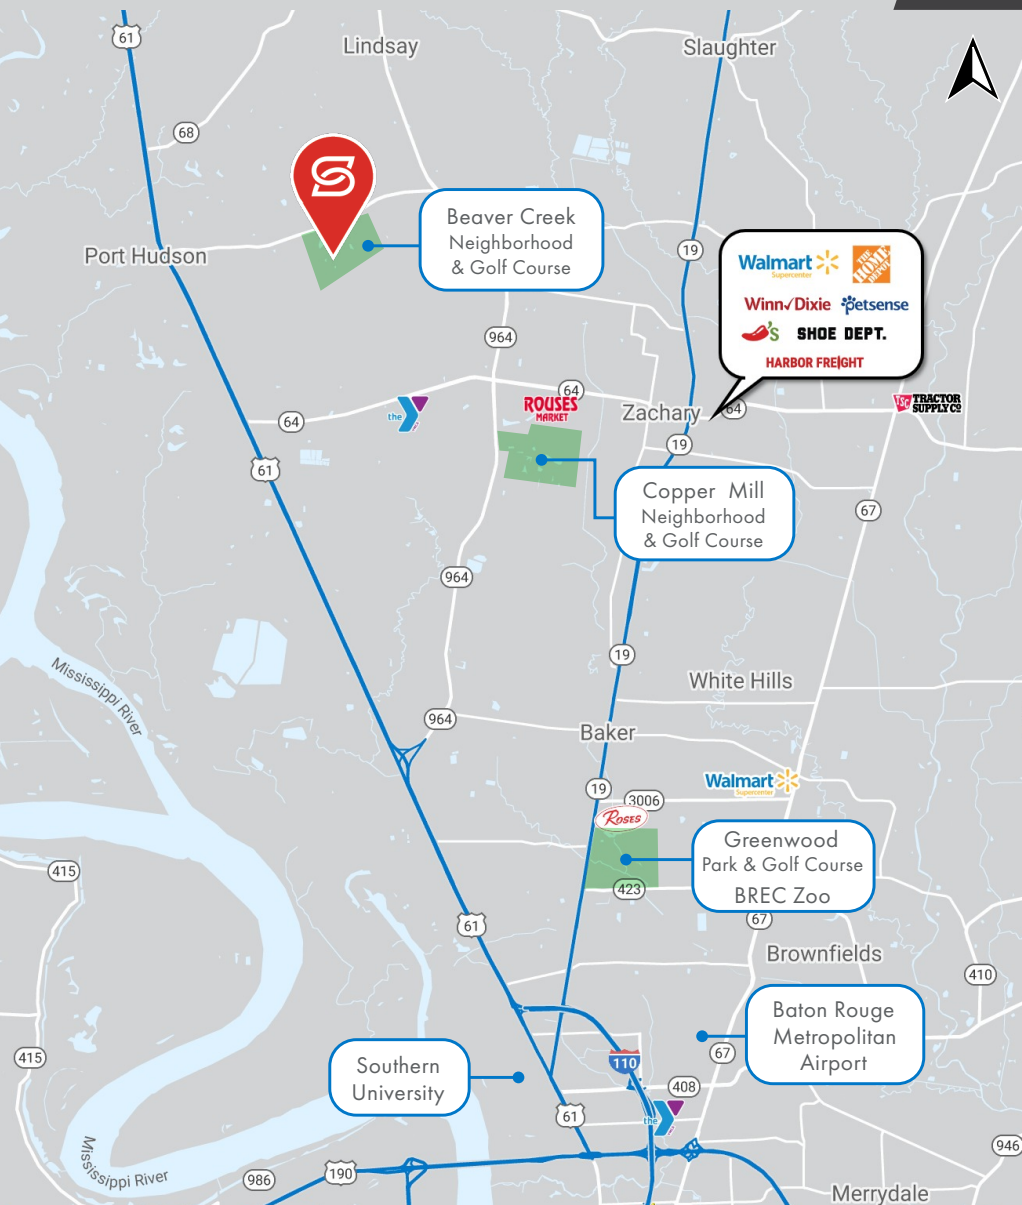 61
Lindsay
Slaughter
68
S
Beaver Creek
Neighborhood
& Golf Course
Port Hudson
19
Walmart
Supercenter
THE HOME DEPOT
Winn✓Dixie
petsense
's
SHOE DEPT.
HARBOR FREIGHT
964
64
the Y
ROUSES
MARKET
64
Zachary
64
TSC TRACTOR
SUPPLY CO
19
61
Copper Mill
Neighborhood
& Golf Course
67
964
19
Mississippi River
White Hills
964
Baker
Walmart
Supercenter
19
3006
ROSES
Greenwood
Park & Golf Course
BREC Zoo
415
423
67
61
Brownfields
410
Baton Rouge
Metropolitan
Airport
415
Southern
University
110
67
408
61
the Y
946
Mississippi River
986
190
Merrydale